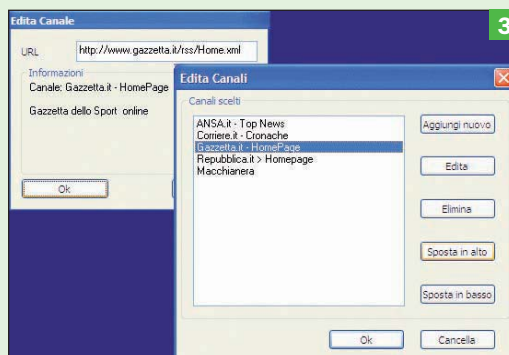 3
Edita Canale
URL http://www.gazzetta.it/rss/Home.xml
Informazioni
Canale: Gazzetta.it - HomePage
Gazzetta dello Sport online
Ok
Edita Canali
Canali scelti
ANSA.it - Top News
Corriere.it - Cronache
Gazzetta.it - HomePage
Repubblica.it > Homepage
Macchianera
Aggiungi nuovo
Edita
Elimina
Sposta in alto
Sposta in basso
Ok
Cancella